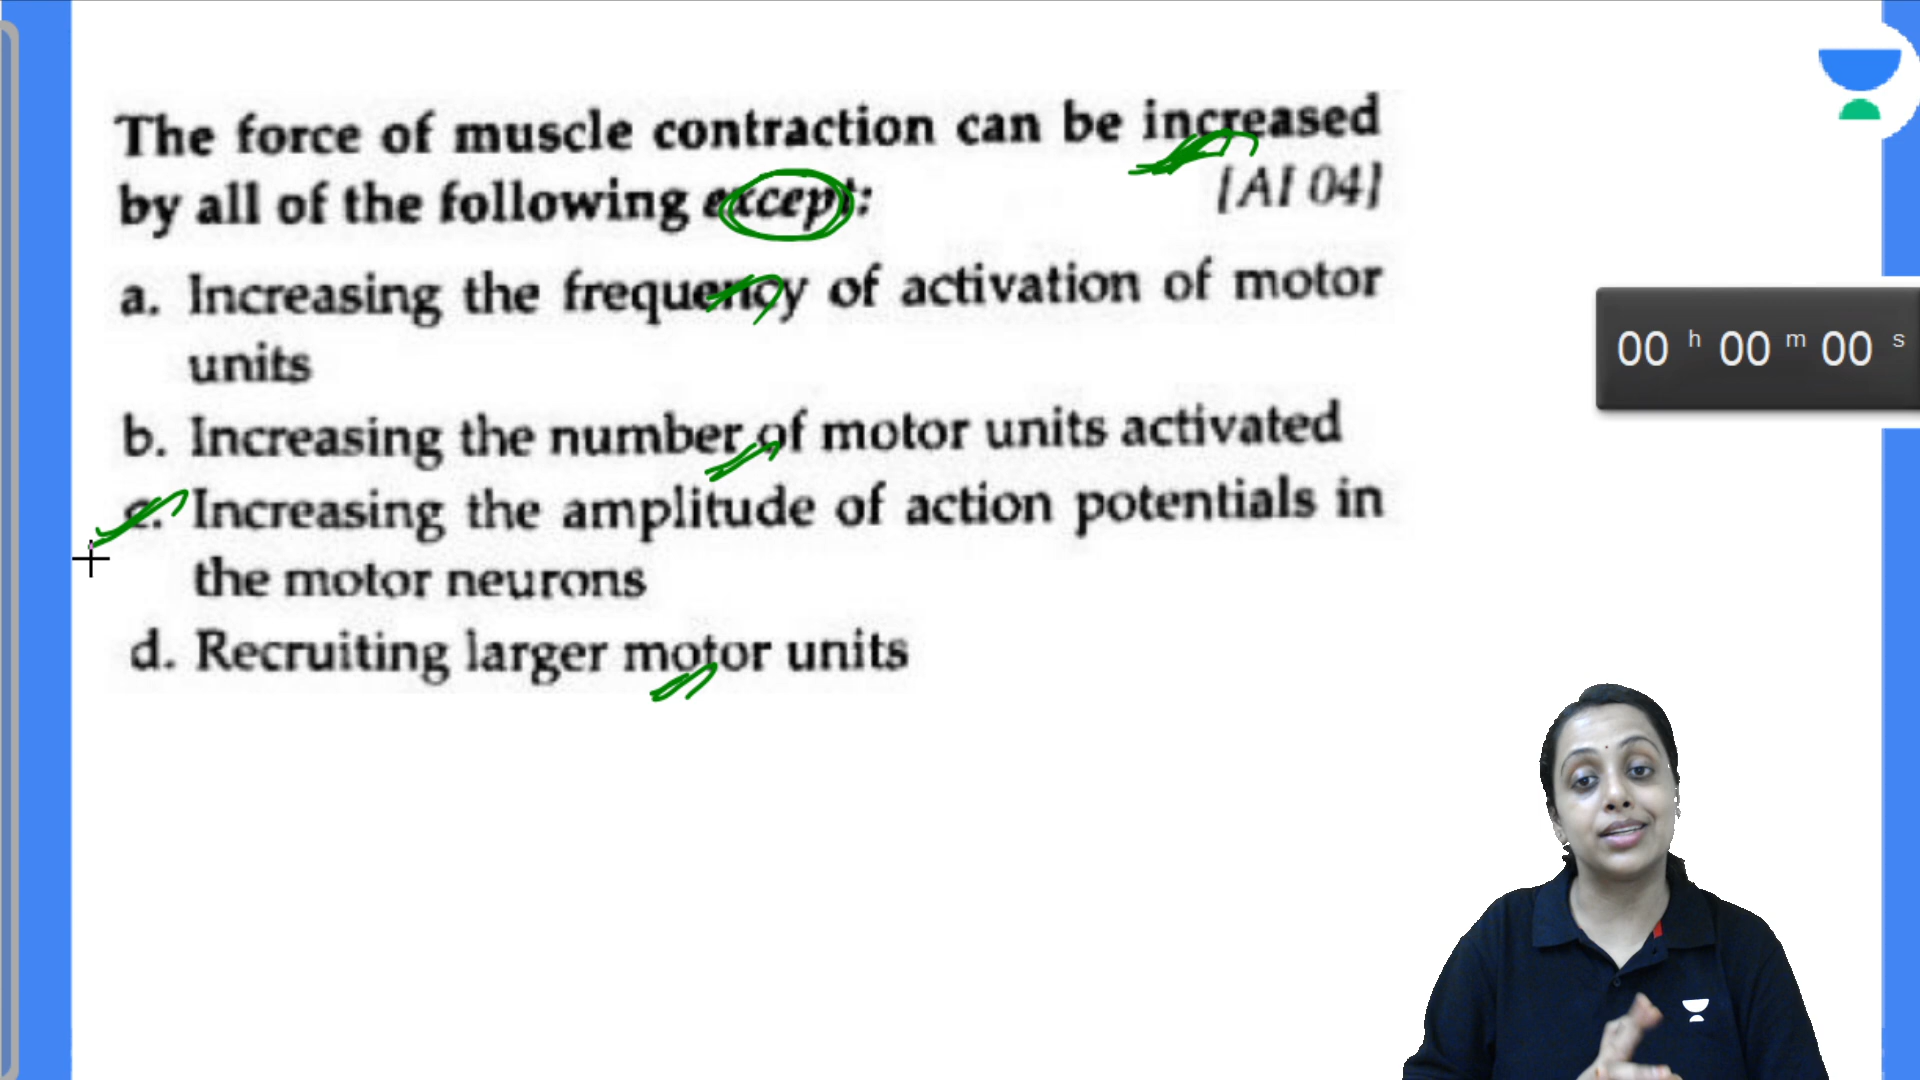 The force of muscle contraction can be increased
by all of the following except: [AI 04]
a. Increasing the frequency of activation of motor
units
b. Increasing the number of motor units activated
c. Increasing the amplitude of action potentials in
the motor neurons
d. Recruiting larger motor units
00 h 00 m 00 s